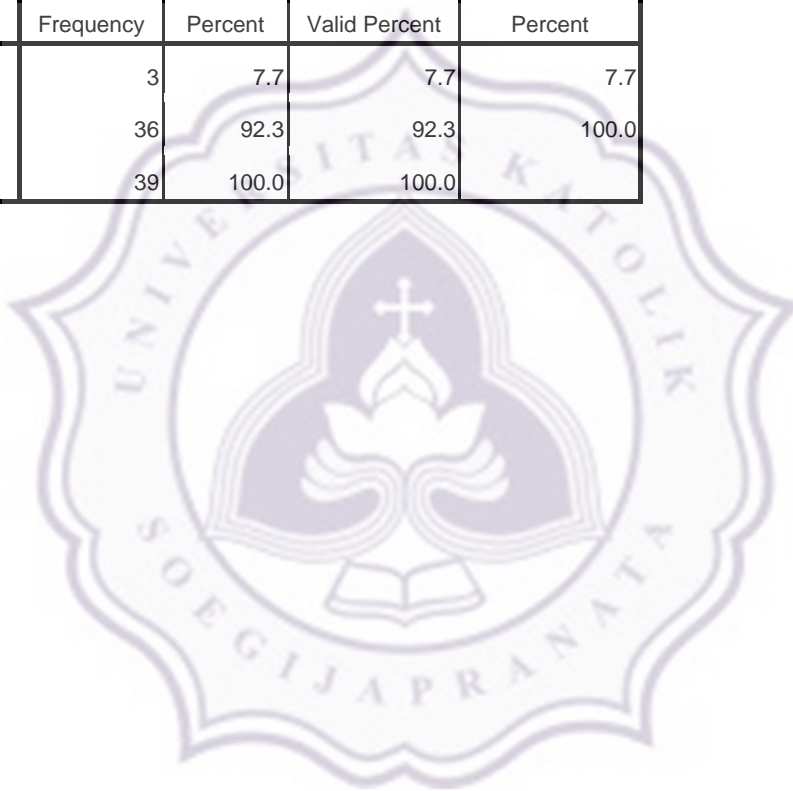 Frequency Percent Valid Percent Percent
3 7.7 7.7 7.7
36 92.3 92.3 100.0
39 100.0 100.0
UNIVERSITAS KATOLIK
SOEGIJAPRANATA